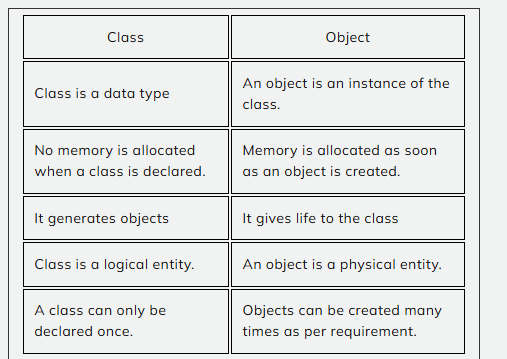 Class
Object
Class is a data type
An object is an instance of the
class.
No memory is allocated
when a class is declared.
Memory is allocated as soon
as an object is created.
It generates objects
It gives life to the class
Class is a logical entity.
An object is a physical entity.
A class can only be
declared once.
Objects can be created many
times as per requirement.